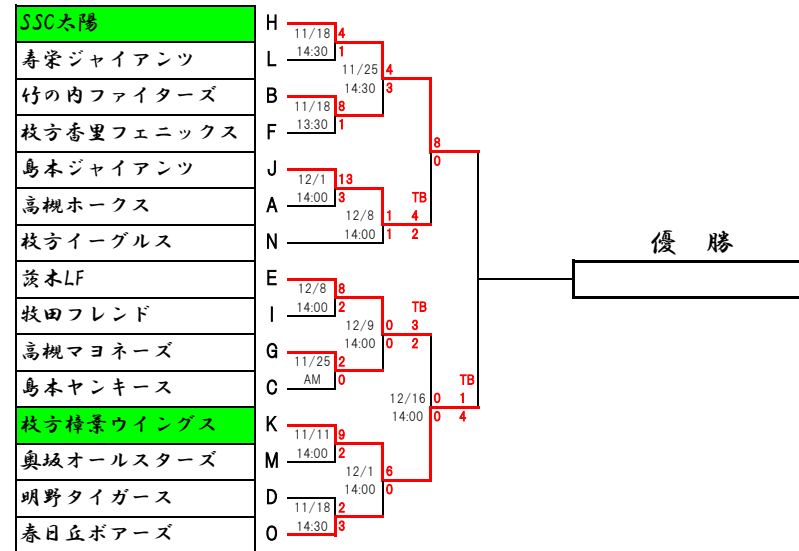 SSC太陽 H
11/18 4
14:30 1
寿栄ジャイアンツ L
11/25 4
14:30 3
竹の内ファイターズ B
11/18 8
13:30 1
枚方香里フェニックス F
8
0
島本ジャイアンツ J
12/1 13
14:00 3
高槻ホークス A
TB
12/8 1 4
14:00 1 2
枚方イーグルス N
優 勝
茨木LF E
12/8 8
14:00 2
牧田フレンド I
TB
12/9 0 3
14:00 0 2
高槻マヨネーズ G
11/25 2
AM 0
島本ヤンキース C
TB
12/16 0 1
14:00 0 4
枚方樟葉ウイングス K
11/11 9
14:00 2
奥坂オールスターズ M
12/1 6
14:00 0
明野タイガース D
11/18 2
14:30 3
春日丘ボアーズ O